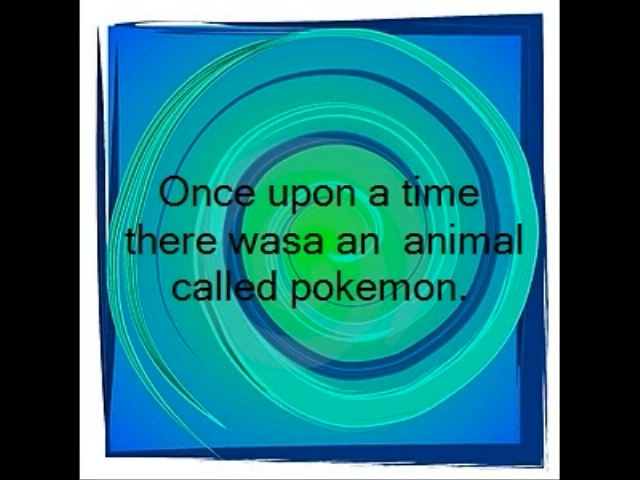 Once upon a time
there wasa an  animal
called pokemon.